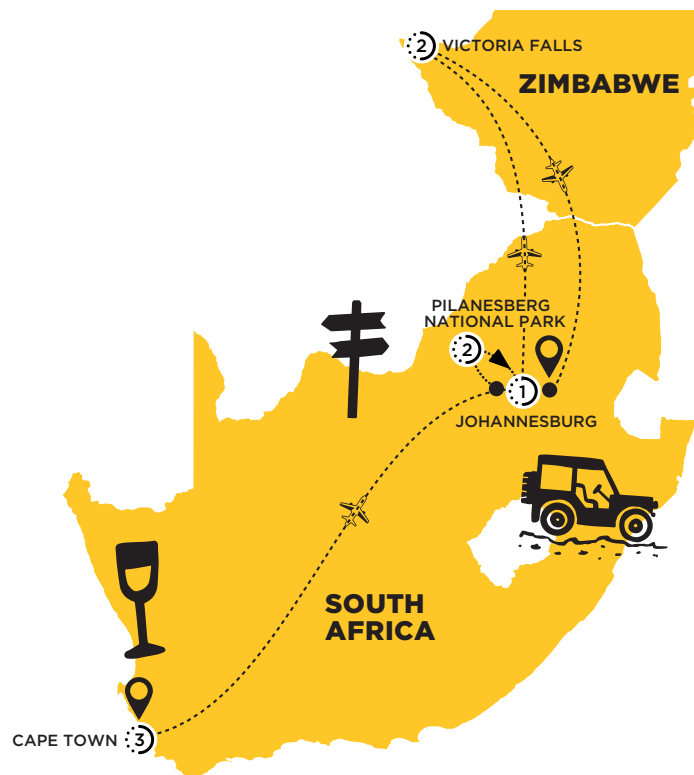 2 VICTORIA FALLS
ZIMBABWE
PILANESBERG
NATIONAL PARK
2
1
JOHANNESBURG
SOUTH
AFRICA
CAPE TOWN 3